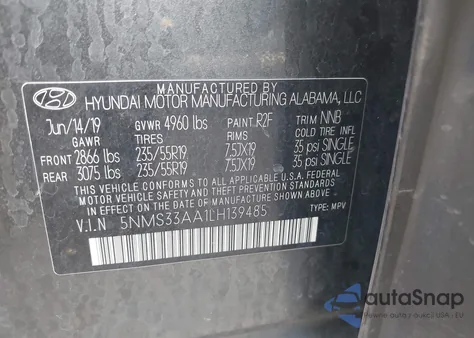 MANUFACTURED BY
HYUNDAI MOTOR MANUFACTURING ALABAMA, LLC
Jun/14/19 GVWR 4960 lbs PAINT R2F TRIM NNB
GAWR TIRES RIMS COLD TIRE INFL
FRONT 2866 lbs 235/55R19 7.5JX19 35 psi SINGLE
REAR 3075 lbs 235/55R19 7.5JX19 35 psi SINGLE
THIS VEHICLE CONFORMS TO ALL APPLICABLE U.S.A. FEDERAL
MOTOR VEHICLE SAFETY BUMPER, AND THEFT PREVENTION
STANDARDS IN EFFECT ON THE DATE OF MANUFACTURE
SHOWN ABOVE.
V.I.N 5NMS33AA1LH139485 TYPE: MPV
autaSnap
USA - EU